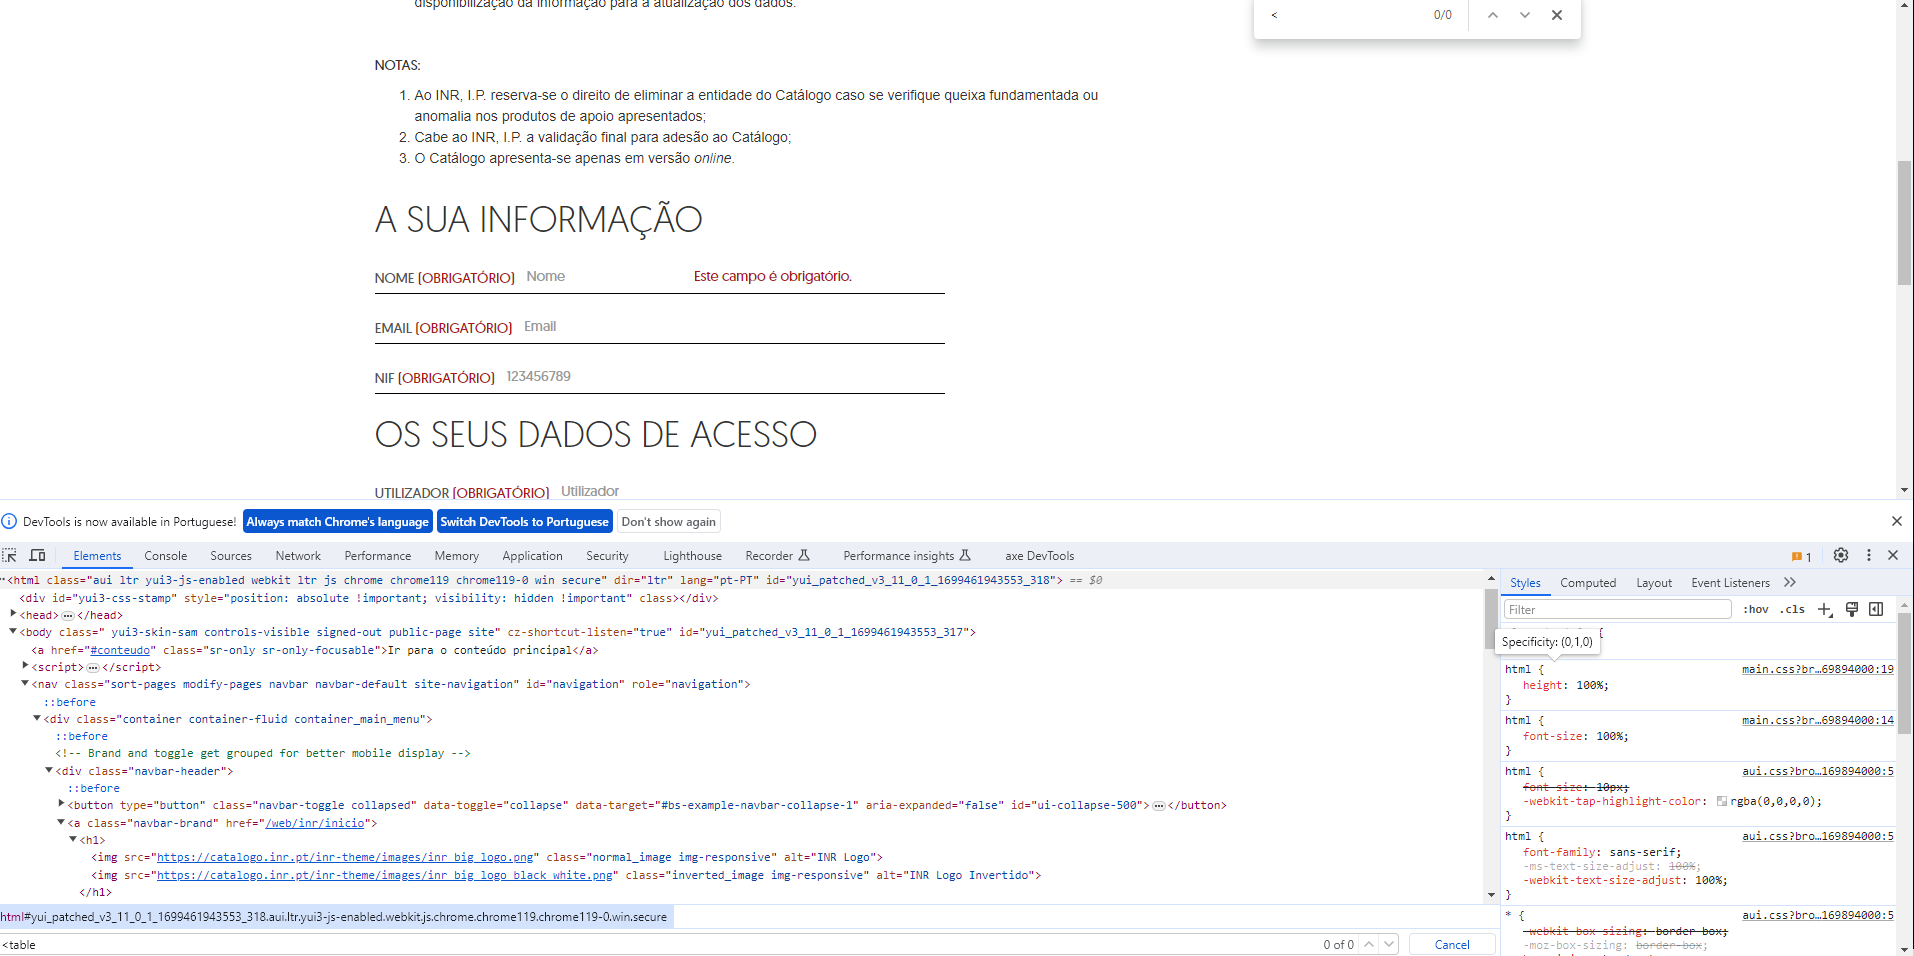 disponibilização da informação para a atualização dos dados.
<
0/0
NOTAS:
1. Ao INR, I.P. reserva-se o direito de eliminar a entidade do Catálogo caso se verifique queixa fundamentada ou
anomalia nos produtos de apoio apresentados;
2. Cabe ao INR, I.P. a validação final para adesão ao Catálogo;
3. O Catálogo apresenta-se apenas em versão online.
A SUA INFORMAÇÃO
NOME (OBRIGATÓRIO) Nome Este campo é obrigatório.
EMAIL (OBRIGATÓRIO) Email
NIF (OBRIGATÓRIO) 123456789
OS SEUS DADOS DE ACESSO
UTILIZADOR (OBRIGATÓRIO) Utilizador
DevTools is now available in Portuguese! Always match Chrome's language Switch DevTools to Portuguese Don't show again
Elements Console Sources Network Performance Memory Application Security Lighthouse Recorder Performance insights axe DevTools 1
<html class="aui ltr yui3-js-enabled webkit ltr js chrome chrome119 chrome119-0 win secure" dir="ltr" lang="pt-PT" id="yui_patched_v3_11_0_1_1699461943553_318"> == $0
<div id="yui3-css-stamp" style="position: absolute !important; visibility: hidden !important" class></div>
<head>…</head>
<body class=" yui3-skin-sam controls-visible signed-out public-page site" cz-shortcut-listen="true" id="yui_patched_v3_11_0_1_1699461943553_317">
<a href="#conteudo" class="sr-only sr-only-focusable">Ir para o conteúdo principal</a>
<script>…</script>
<nav class="sort-pages modify-pages navbar navbar-default site-navigation" id="navigation" role="navigation">
::before
<div class="container container-fluid container_main_menu">
::before
<!-- Brand and toggle get grouped for better mobile display -->
<div class="navbar-header">
::before
<button type="button" class="navbar-toggle collapsed" data-toggle="collapse" data-target="#bs-example-navbar-collapse-1" aria-expanded="false" id="ui-collapse-500">…</button>
<a class="navbar-brand" href="/web/inr/inicio">
<h1>
<img src="https://catalogo.inr.pt/inr-theme/images/inr_big_logo.png" class="normal_image img-responsive" alt="INR Logo">
<img src="https://catalogo.inr.pt/inr-theme/images/inr_big_logo_black_white.png" class="inverted_image img-responsive" alt="INR Logo Invertido">
</h1>
html#yui_patched_v3_11_0_1_1699461943553_318.aui.ltr.yui3-js-enabled.webkit.js.chrome.chrome119.chrome119-0.win.secure
<table 0 of 0 Cancel
Styles Computed Layout Event Listeners
Filter :hov .cls
{
Specificity: (0,1,0)
html { main.css?br…69894000:19
height: 100%;
}
html { main.css?br…69894000:14
font-size: 100%;
}
html { aui.css?bro…169894000:5
font-size: 10px;
-webkit-tap-highlight-color: rgba(0,0,0,0);
}
html { aui.css?bro…169894000:5
font-family: sans-serif;
-ms-text-size-adjust: 100%;
-webkit-text-size-adjust: 100%;
}
* { aui.css?bro…169894000:5
-webkit-box-sizing: border-box;
-moz-box-sizing: border-box;